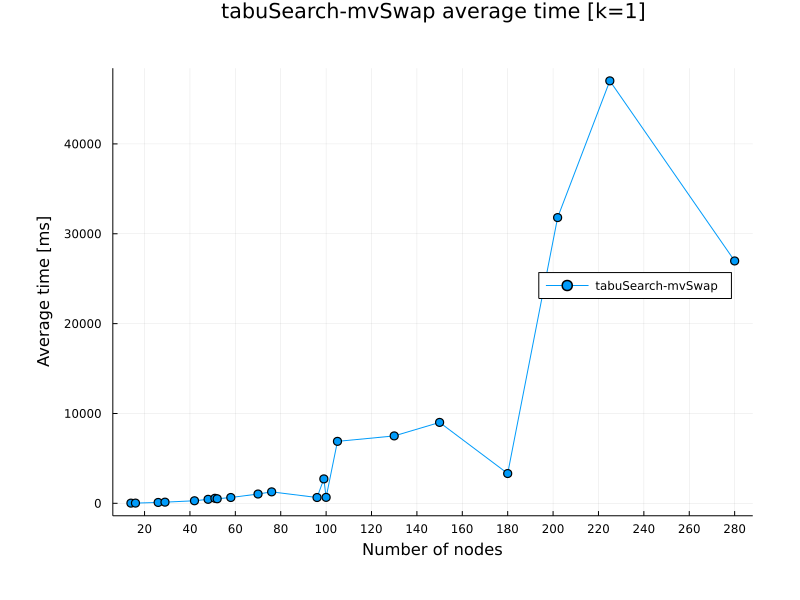 tabuSearch-mvSwap average time [k=1]
Average time [ms]
40000
30000
20000
10000
0
tabuSearch-mvSwap
20 40 60 80 100 120 140 160 180 200 220 240 260 280
Number of nodes